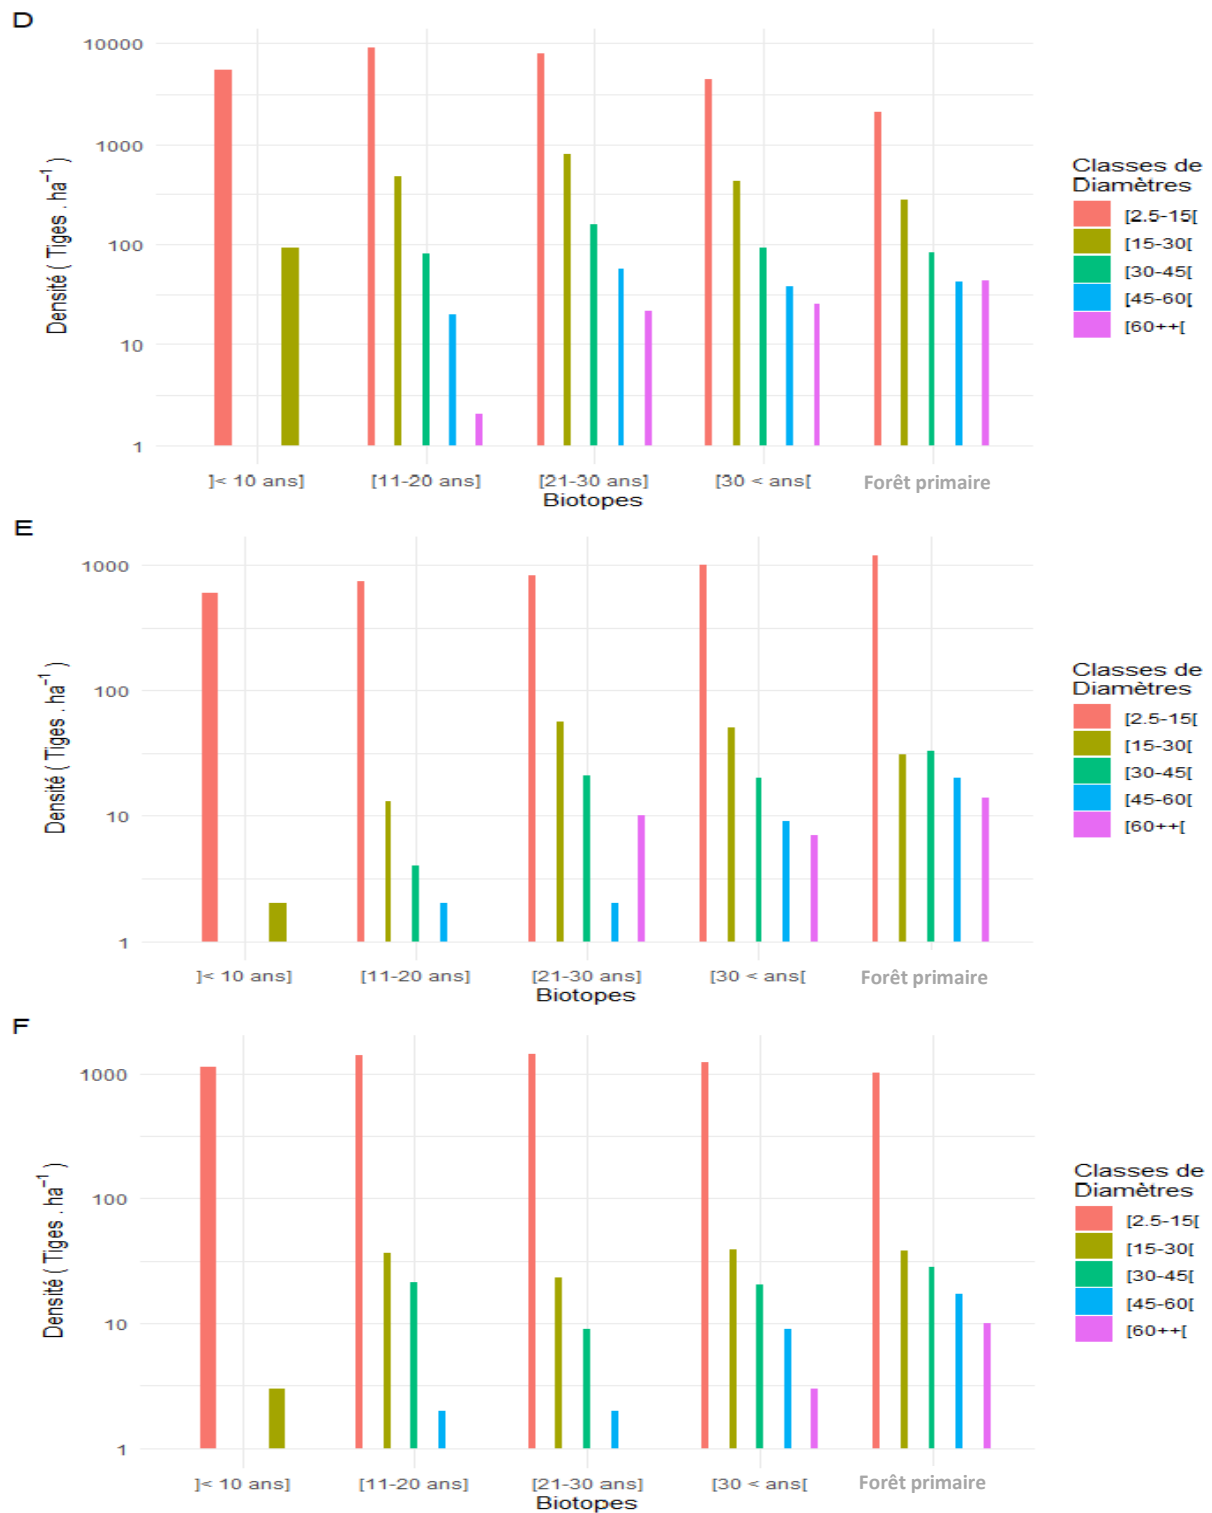 D
10000
1000
100
10
1
Densité ( Tiges . ha⁻¹ )
]< 10 ans]
[11-20 ans]
[21-30 ans]
[30 < ans[
Forêt primaire
Biotopes
Classes de
Diamètres
[2.5-15[
[15-30[
[30-45[
[45-60[
[60++[
E
1000
100
10
1
Densité ( Tiges . ha⁻¹ )
]< 10 ans]
[11-20 ans]
[21-30 ans]
[30 < ans[
Forêt primaire
Biotopes
Classes de
Diamètres
[2.5-15[
[15-30[
[30-45[
[45-60[
[60++[
F
1000
100
10
1
Densité ( Tiges . ha⁻¹ )
]< 10 ans]
[11-20 ans]
[21-30 ans]
[30 < ans[
Forêt primaire
Biotopes
Classes de
Diamètres
[2.5-15[
[15-30[
[30-45[
[45-60[
[60++[